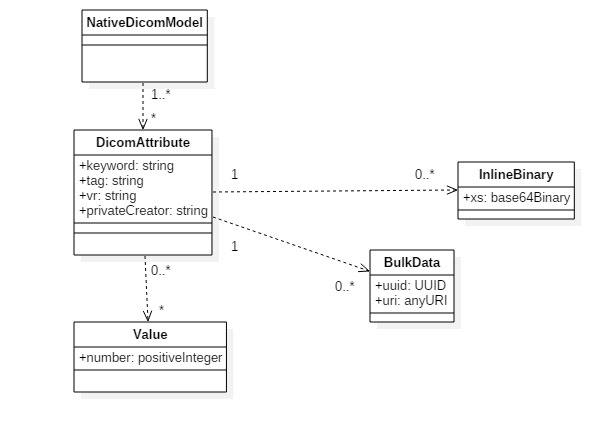 NativeDicomModel
1..*
*
DicomAttribute
+keyword: string
+tag: string
+vr: string
+privateCreator: string
1
0..*
InlineBinary
+xs: base64Binary
1
0..*
BulkData
+uuid: UUID
+uri: anyURI
0..*
*
Value
+number: positiveInteger